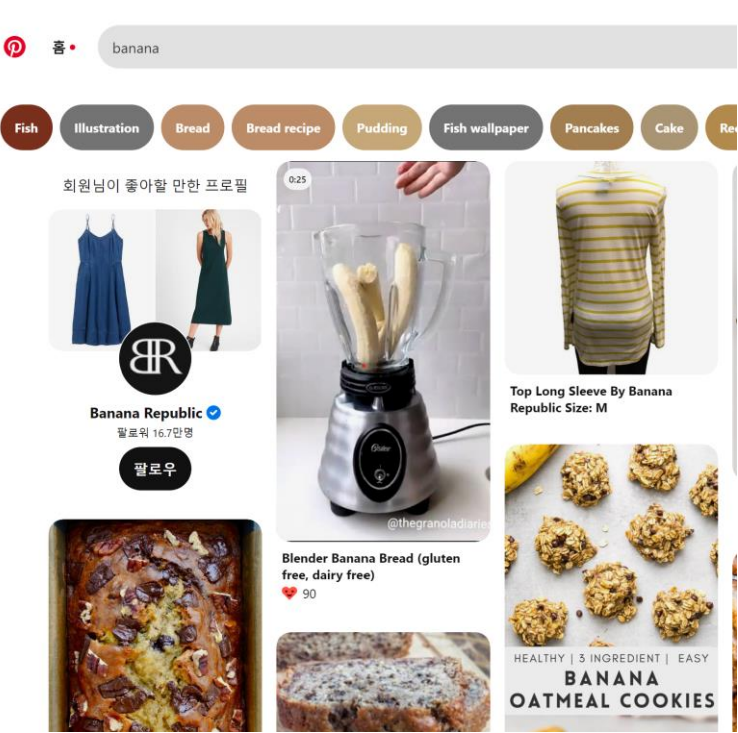 홈
banana
Fish
Illustration
Bread
Bread recipe
Pudding
Fish wallpaper
Pancakes
Cake
회원님이 좋아할 만한 프로필
BR
Banana Republic
팔로워 16.7만명
팔로우
0:25
Oster
@thegranoladiaries
Blender Banana Bread (gluten
free, dairy free)
90
Top Long Sleeve By Banana
Republic Size: M
HEALTHY | 3 INGREDIENT | EASY
BANANA
OATMEAL COOKIES